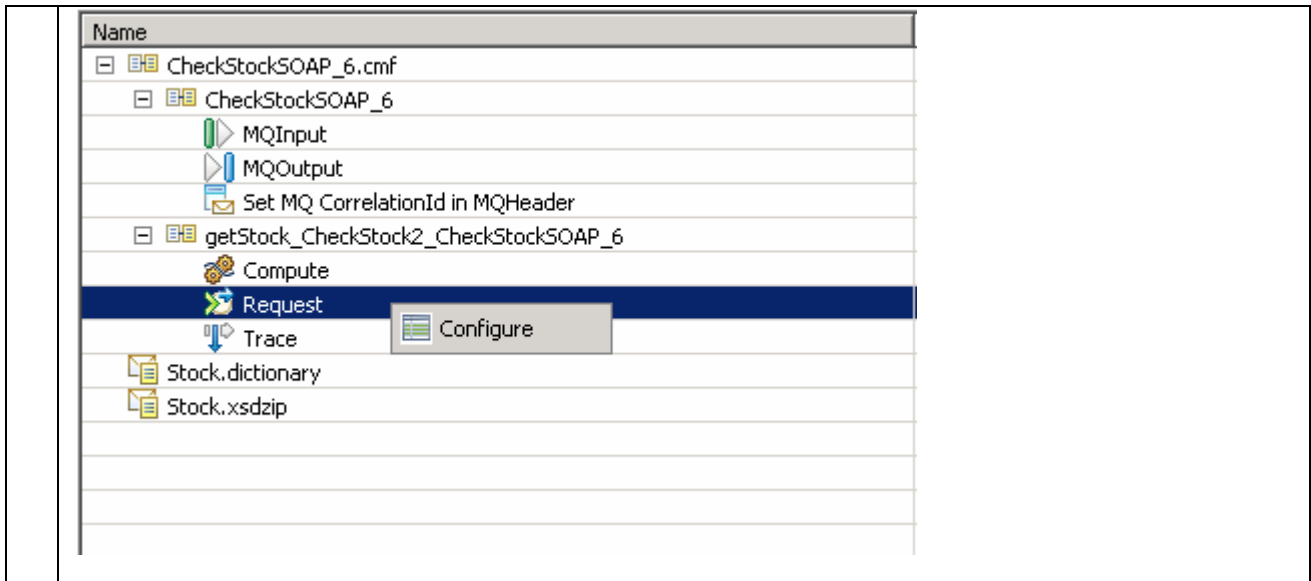 Name
CheckStockSOAP_6.cmf
CheckStockSOAP_6
MQInput
MQOutput
Set MQ CorrelationId in MQHeader
getStock_CheckStock2_CheckStockSOAP_6
Compute
Request
Configure
Trace
Stock.dictionary
Stock.xsdzip